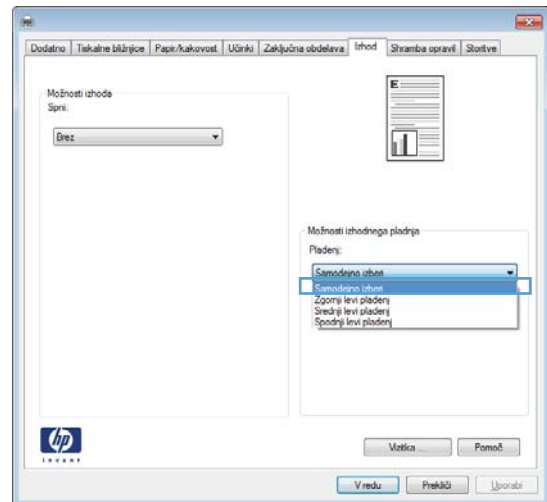 Dodatno Tiskalne bližnjice Papir/kakovost Učinki Zaključna obdelava Izhod Shramba opravil Storitve
Možnosti izhoda
Spni:
Brez
E
Možnosti izhodnega pladnja
Pladenj:
Samodejno izberi
Samodejno izberi
Zgornji levi pladenj
Srednji levi pladenj
Spodnji levi pladenj
hp
invent
Vizitka ... Pomoč
V redu Prekliči Uporabi